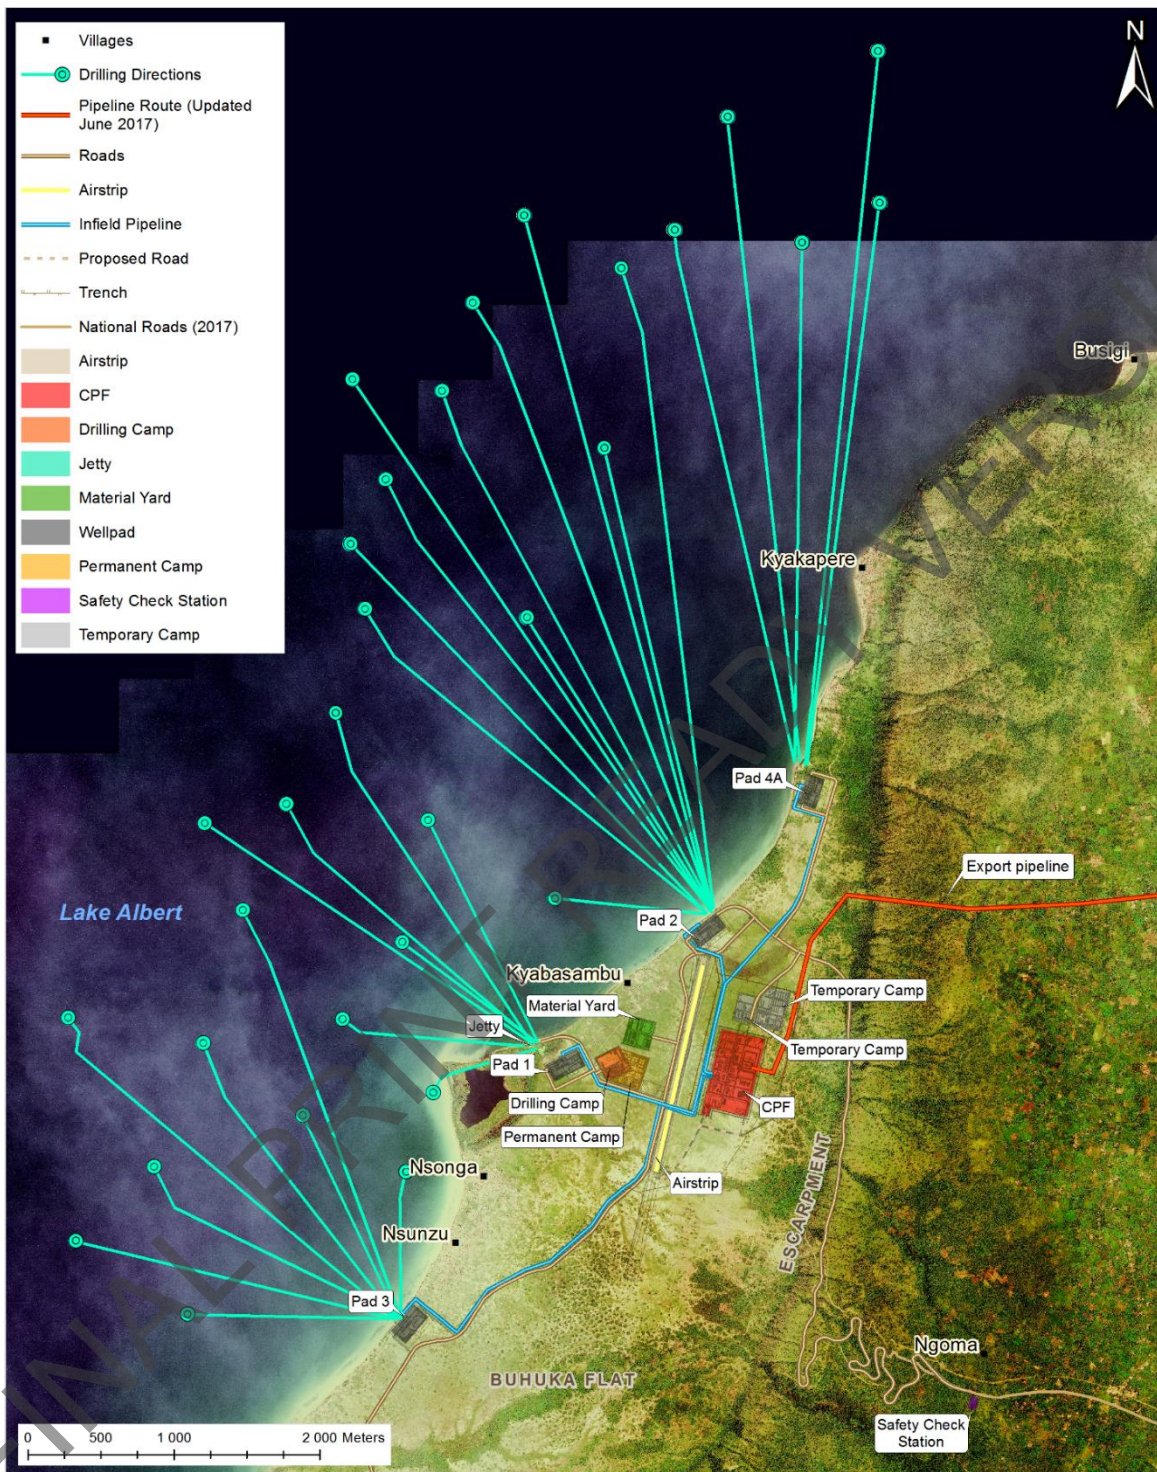 Villages
Drilling Directions
Pipeline Route (Updated
June 2017)
Roads
Airstrip
Infield Pipeline
Proposed Road
Trench
National Roads (2017)
Airstrip
CPF
Drilling Camp
Jetty
Material Yard
Wellpad
Permanent Camp
Safety Check Station
Temporary Camp
N
Busigi
Kyakapere
Pad 4A
Export pipeline
Lake Albert
Pad 2
Kyabasambu
Temporary Camp
Material Yard
Jetty
Temporary Camp
Pad 1
Drilling Camp
CPF
Permanent Camp
Nsonga
Airstrip
ESCARPMENT
Nsunzu
Pad 3
Ngoma
BUHUKA FLAT
Safety Check
Station
0 500 1 000 2 000 Meters
FINAL PRINT READY VERSI